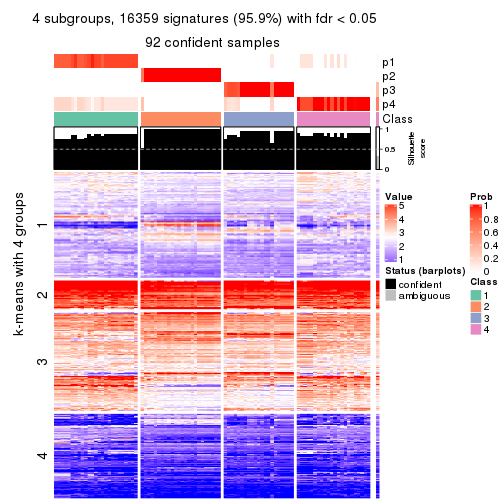 4 subgroups, 16359 signatures (95.9%) with fdr < 0.05
92 confident samples
p1
p2
p3
p4
Class
1
0.5
0
Silhouette
score
k-means with 4 groups
1
2
3
4
Value
5
4
3
2
1
Status (barplots)
confident
ambiguous
Prob
1
0.8
0.6
0.4
0.2
0
Class
1
2
3
4